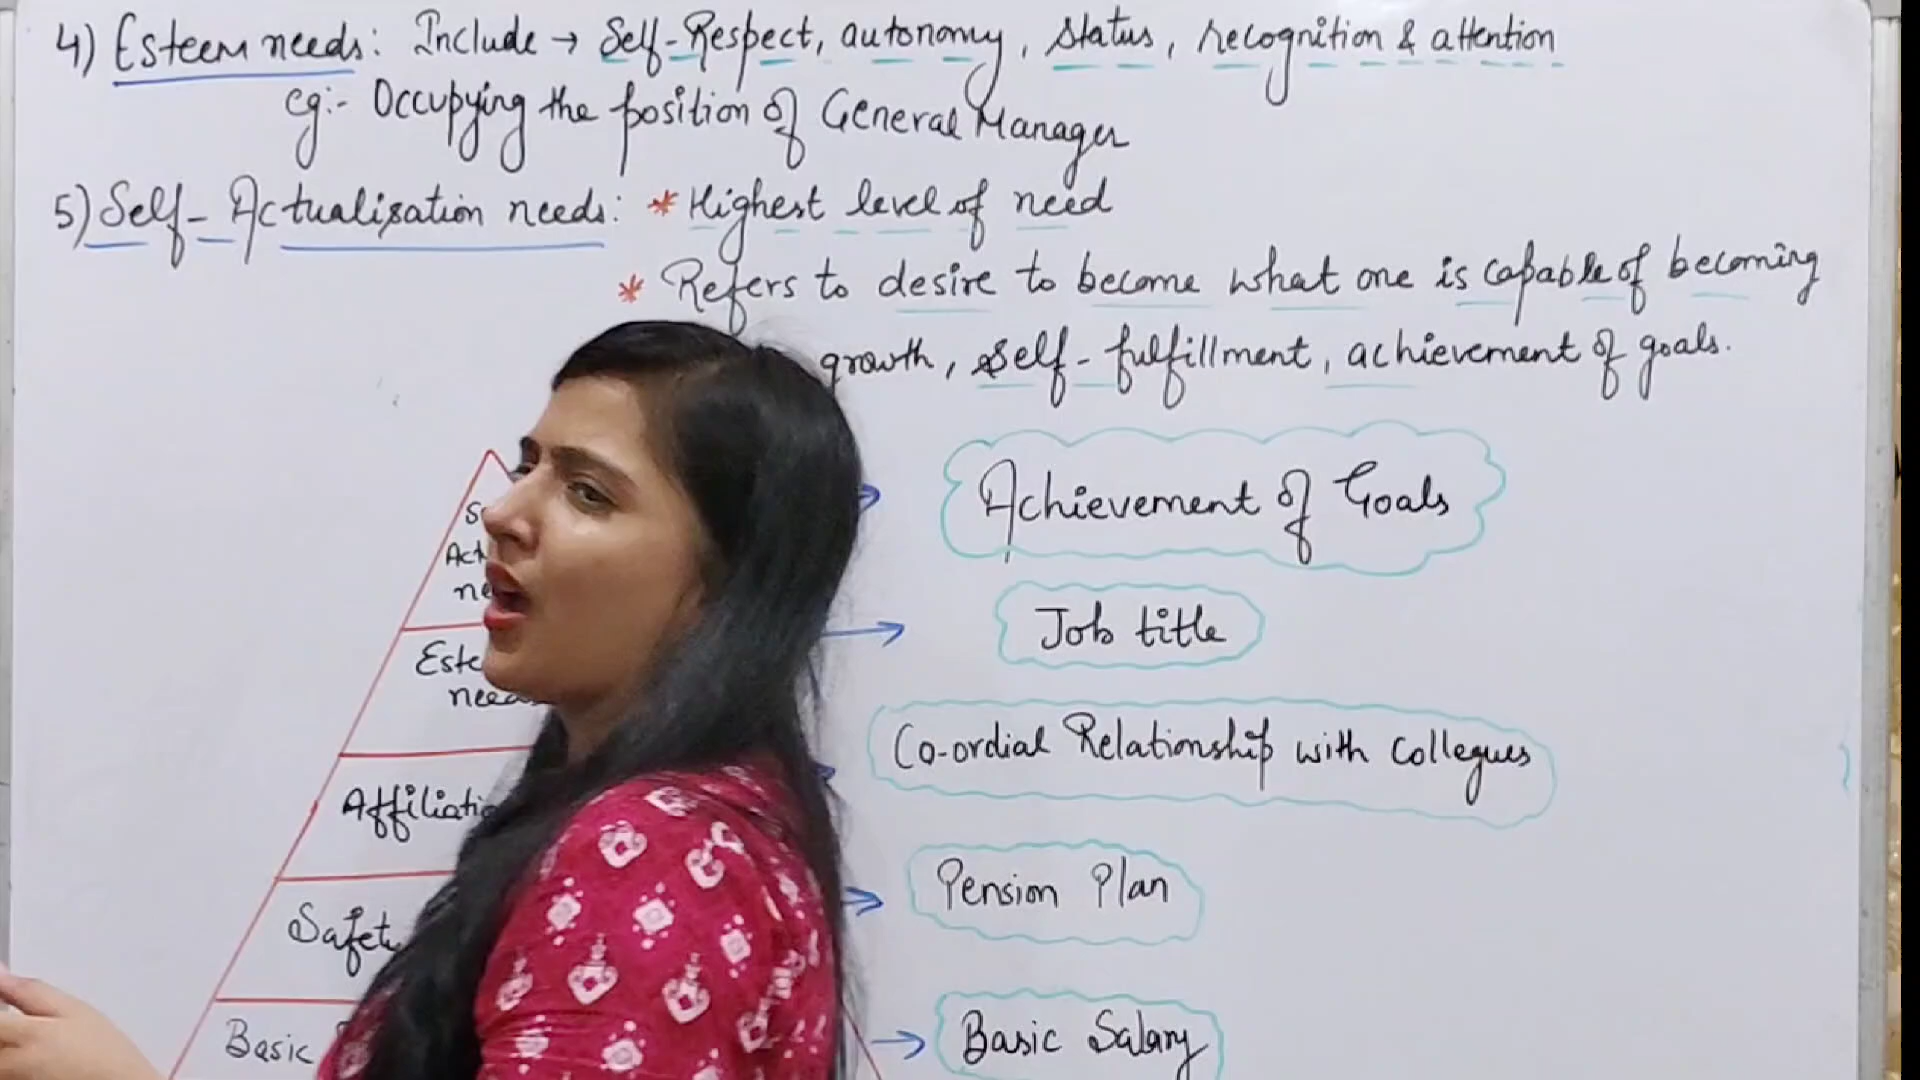 4) Esteem needs: Include → Self-Respect, autonomy, status, recognition & attention
eg:- Occupying the position of General Manager
5) Self-Actualisation needs: * Highest level of need
* Refers to desire to become what one is capable of becoming
growth, self-fulfillment, achievement of goals.
Achievement of Goals
Job title
needs
Co-ordial Relationship with Collegues
Pension Plan
Basic
Basic Salary